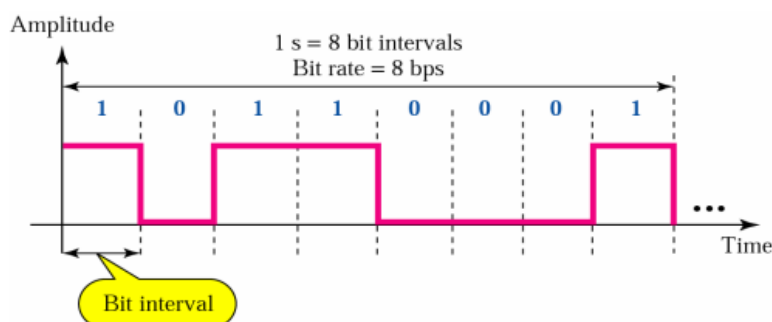 Amplitude
1 s = 8 bit intervals
Bit rate = 8 bps
1 0 1 1 0 0 0 1
...
Time
Bit interval